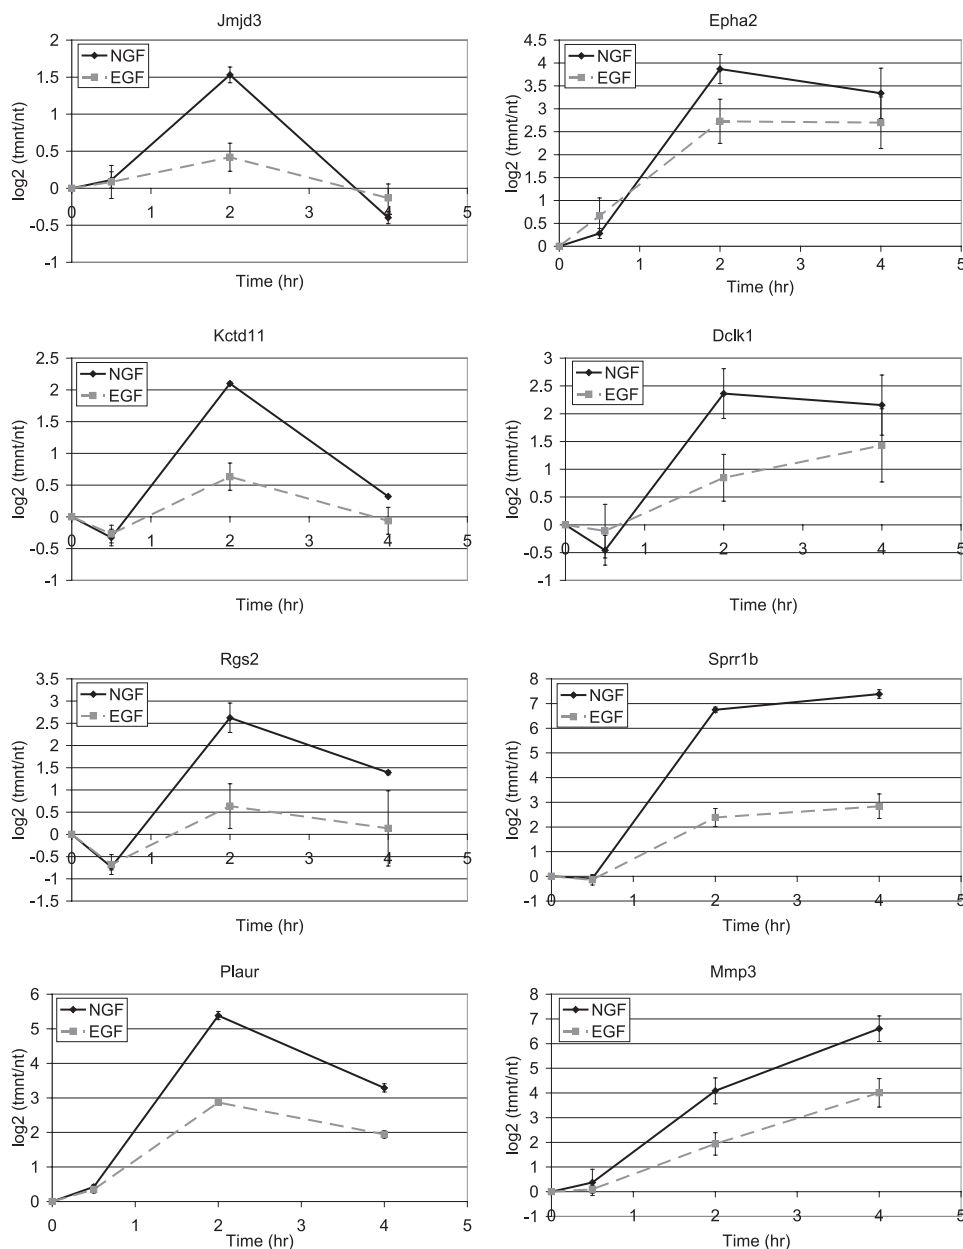 Jmjd3
2
1.5
1
0.5
0
-0.5
-1
log2 (tmnt/nt)
NGF
EGF
0 1 2 3 4 5
Time (hr)
Epha2
4.5
4
3.5
3
2.5
2
1.5
1
0.5
0
log2 (tmnt/nt)
NGF
EGF
0 1 2 3 4 5
Time (hr)
Kctd11
2.5
2
1.5
1
0.5
0
-0.5
-1
log2 (tmnt/nt)
NGF
EGF
0 1 2 3 4 5
Time (hr)
Dclk1
3
2.5
2
1.5
1
0.5
0
-0.5
-1
log2 (tmnt/nt)
NGF
EGF
0 1 2 3 4 5
Time (hr)
Rgs2
3.5
3
2.5
2
1.5
1
0.5
0
-0.5
-1
-1.5
log2 (tmnt/nt)
NGF
EGF
0 1 2 3 4 5
Time (hr)
Sprr1b
8
7
6
5
4
3
2
1
0
-1
log2 (tmnt/nt)
NGF
EGF
0 1 2 3 4 5
Time (hr)
Plaur
6
5
4
3
2
1
0
log2 (tmnt/nt)
NGF
EGF
0 1 2 3 4 5
Time (hr)
Mmp3
8
7
6
5
4
3
2
1
0
-1
log2 (tmnt/nt)
NGF
EGF
0 1 2 3 4 5
Time (hr)